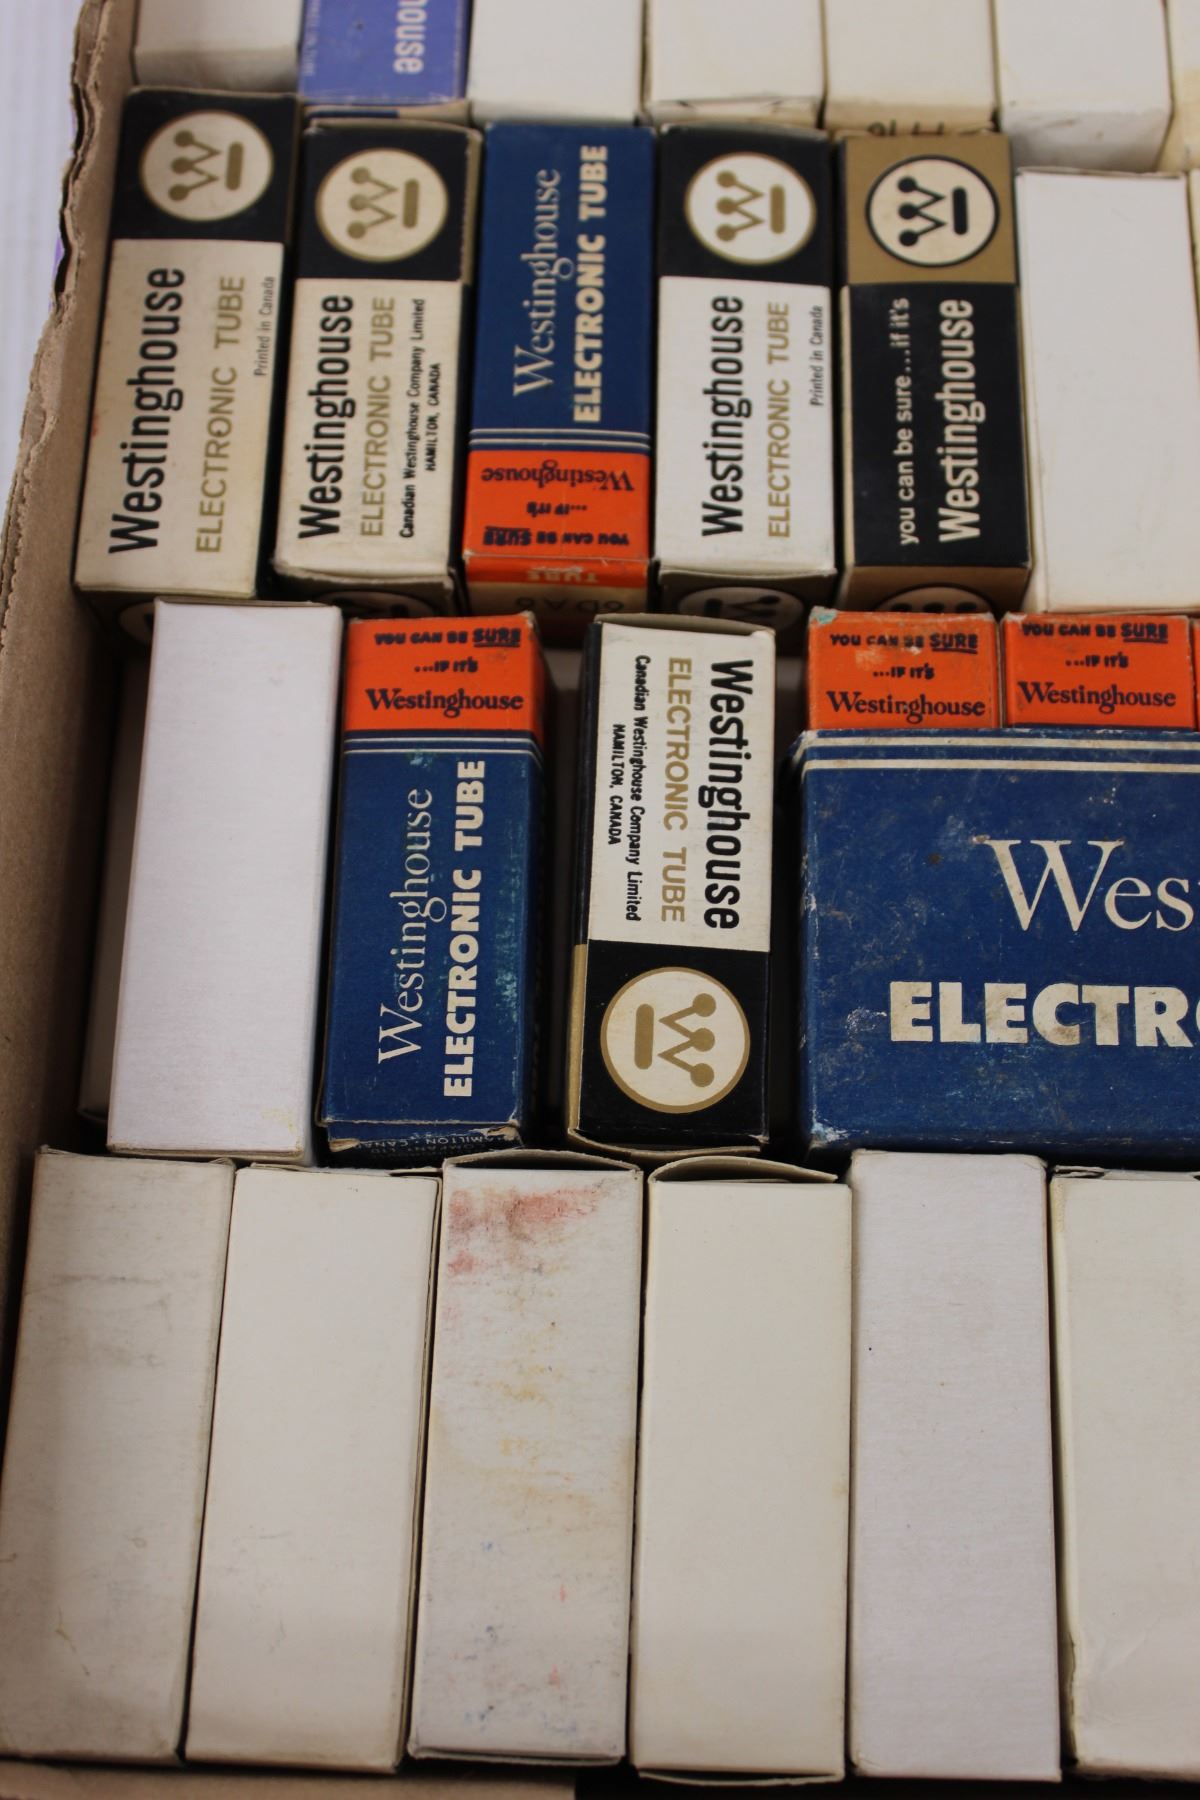 ouse
Westinghouse
ELECTRONIC TUBE
Printed in Canada
Westinghouse
ELECTRONIC TUBE
Canadian Westinghouse Company Limited
HAMILTON, CANADA
Westinghouse
ELECTRONIC TUBE
Westinghouse
...IF IT'S
YOU CAN BE SURE
TUBE
6DA6
Westinghouse
ELECTRONIC TUBE
Printed in Canada
you can be sure...if it's
Westinghouse
YOU CAN BE SURE
...IF IT'S
Westinghouse
Westinghouse
ELECTRONIC TUBE
Westinghouse
ELECTRONIC TUBE
Canadian Westinghouse Company Limited
HAMILTON, CANADA
YOU CAN BE SURE
...IF IT'S
Westinghouse
YOU CAN BE SURE
...IF IT'S
Westinghouse
Wes
ELECTR